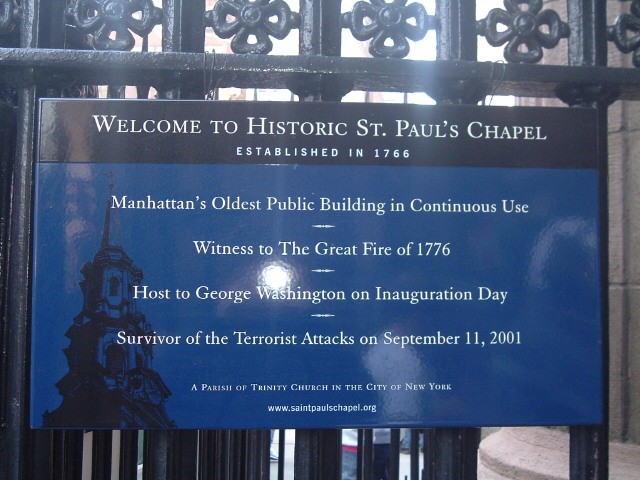 Welcome to Historic St. Paul's Chapel
ESTABLISHED IN 1766
Manhattan's Oldest Public Building in Continuous Use
Witness to The Great Fire of 1776
Host to George Washington on Inauguration Day
Survivor of the Terrorist Attacks on September 11, 2001
A Parish of Trinity Church in the City of New York
www.saintpaulschapel.org